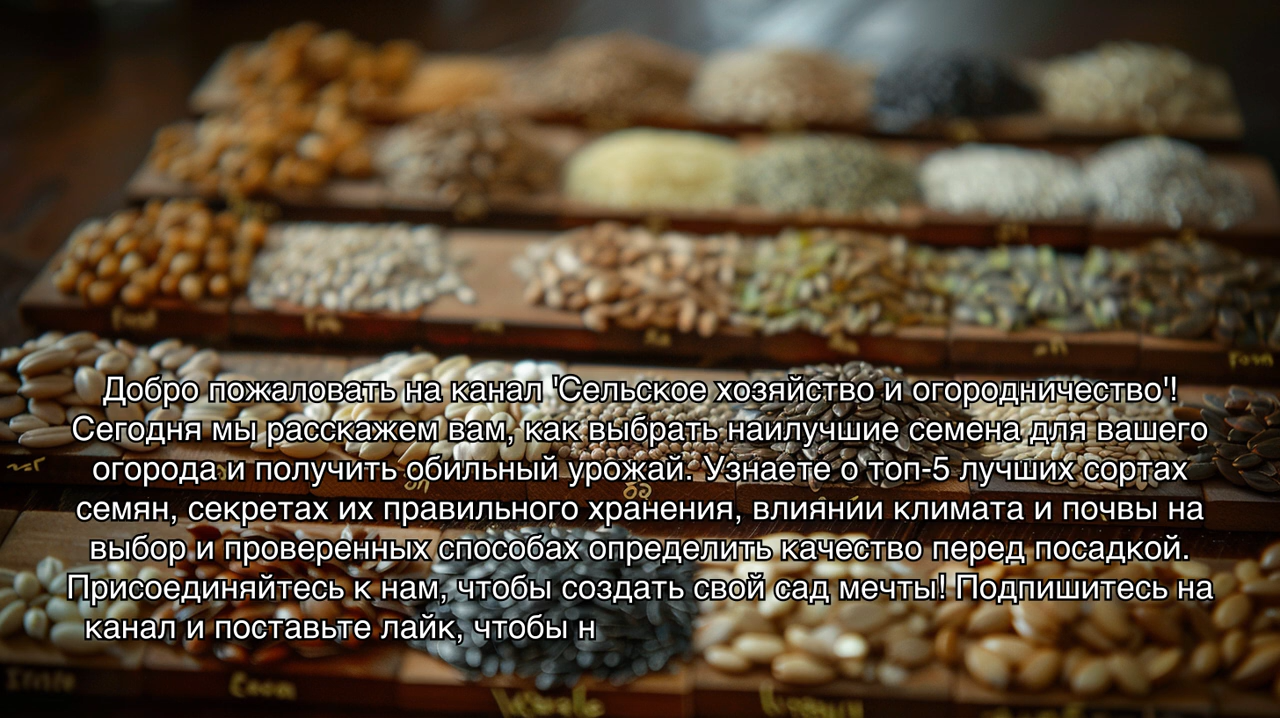 Добро пожаловать на канал 'Сельское хозяйство и огородничество'!
Сегодня мы расскажем вам, как выбрать наилучшие семена для вашего
огорода и получить обильный урожай. Узнаете о топ-5 лучших сортах
семян, секретах их правильного хранения, влиянии климата и почвы на
выбор и проверенных способах определить качество перед посадкой.
Присоединяйтесь к нам, чтобы создать свой сад мечты! Подпишитесь на
канал и поставьте лайк, чтобы н